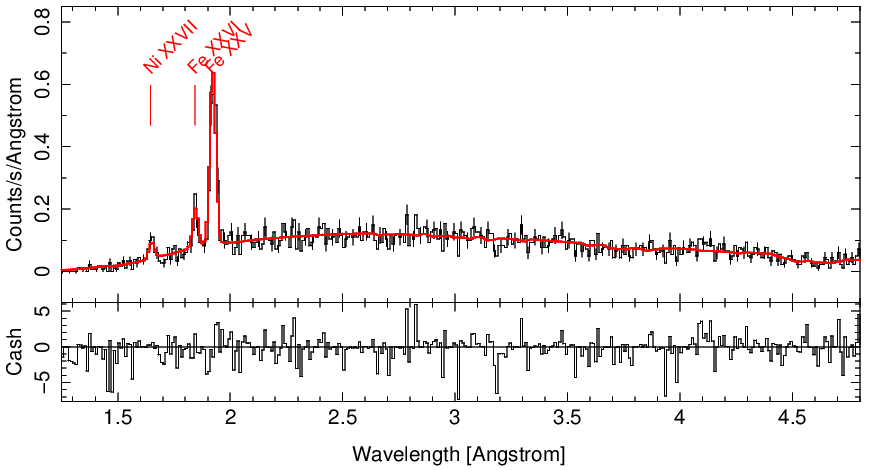 Ni XXVII
Fe XXVI
Fe XXV
0.8
0.6
0.4
0.2
0
Counts/s/Angstrom
5
0
−5
Cash
1.5 2 2.5 3 3.5 4 4.5
Wavelength [Angstrom]